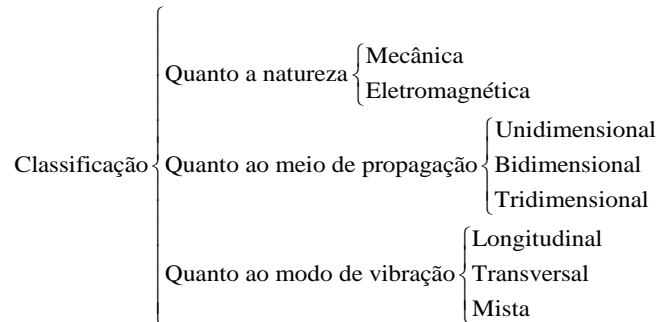 Classificação
Quanto a natureza
Mecânica
Eletromagnética
Quanto ao meio de propagação
Unidimensional
Bidimensional
Tridimensional
Quanto ao modo de vibração
Longitudinal
Transversal
Mista